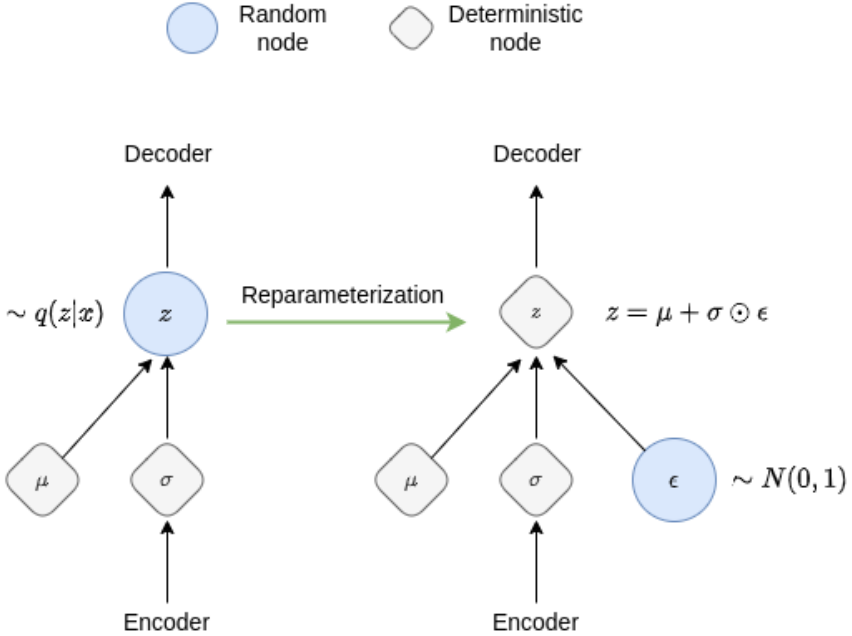 Random
node
Deterministic
node
Decoder
Decoder
∼ q(z|x)
z
Reparameterization
z
z = μ + σ ⊙ ϵ
μ
σ
μ
σ
ϵ
∼ N(0, 1)
Encoder
Encoder